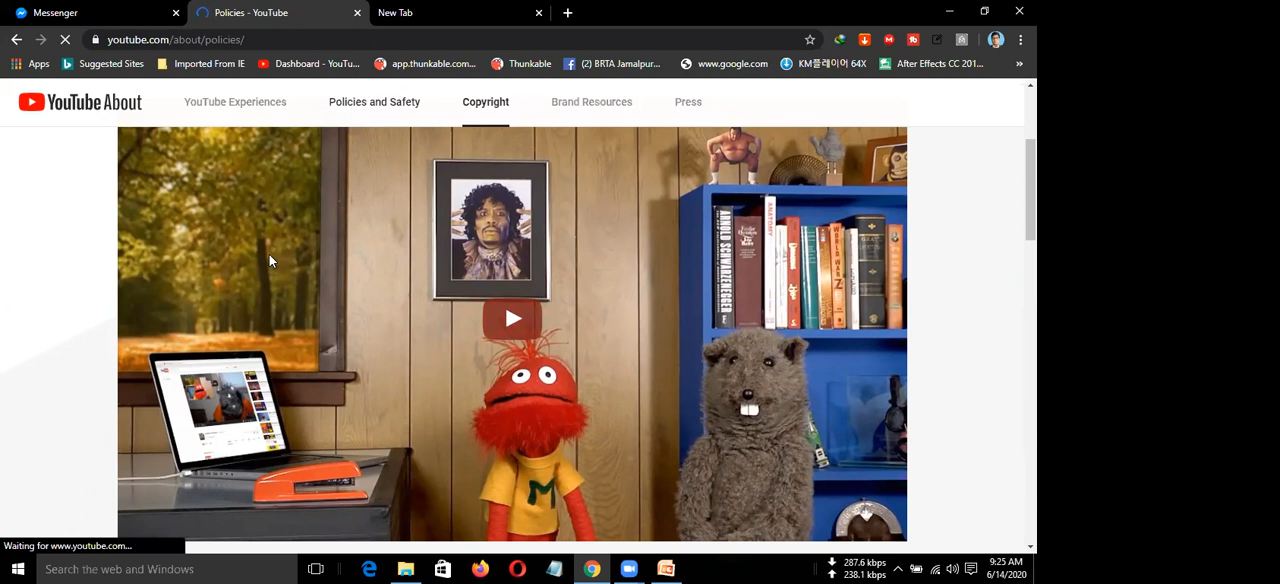 Messenger
Policies - YouTube
New Tab
youtube.com/about/policies/
Apps
Suggested Sites
Imported From IE
Dashboard - YouTu...
app.thunkable.com...
Thunkable
(2) BRTA Jamalpur...
www.google.com
KM플레이어 64X
After Effects CC 201...
»
YouTube About
YouTube Experiences
Policies and Safety
Copyright
Brand Resources
Press
ARNOLD SCHWARZENEGGER
ANATOMY
WORLD WAR Z
M
Waiting for www.youtube.com...
Search the web and Windows
287.6 kbps
238.1 kbps
9:25 AM
6/14/2020